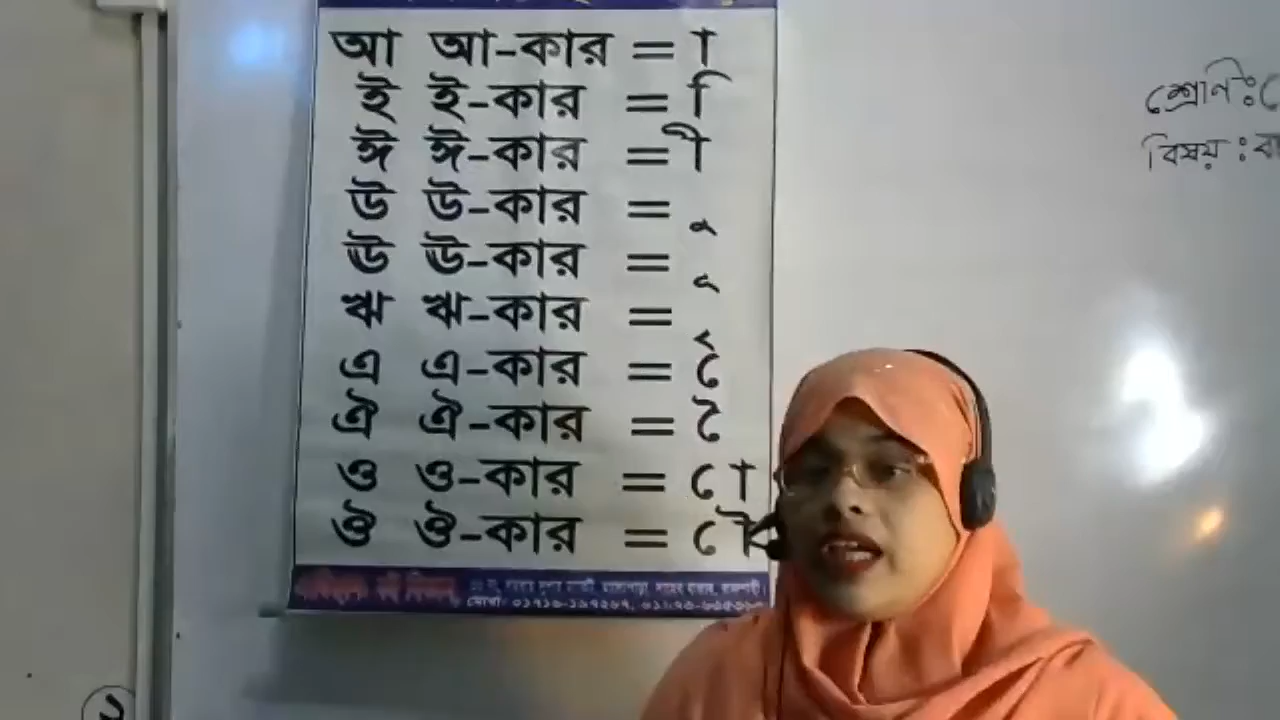 আ আ-কার = া
ই ই-কার = ি
ঈ ঈ-কার = ী
উ উ-কার = ু
ঊ ঊ-কার = ূ
ঋ ঋ-কার = ৃ
এ এ-কার = ে
ঐ ঐ-কার = ৈ
ও ও-কার = ো
ঔ ঔ-কার = ৌ
শ্রেণি:
বিষয় :